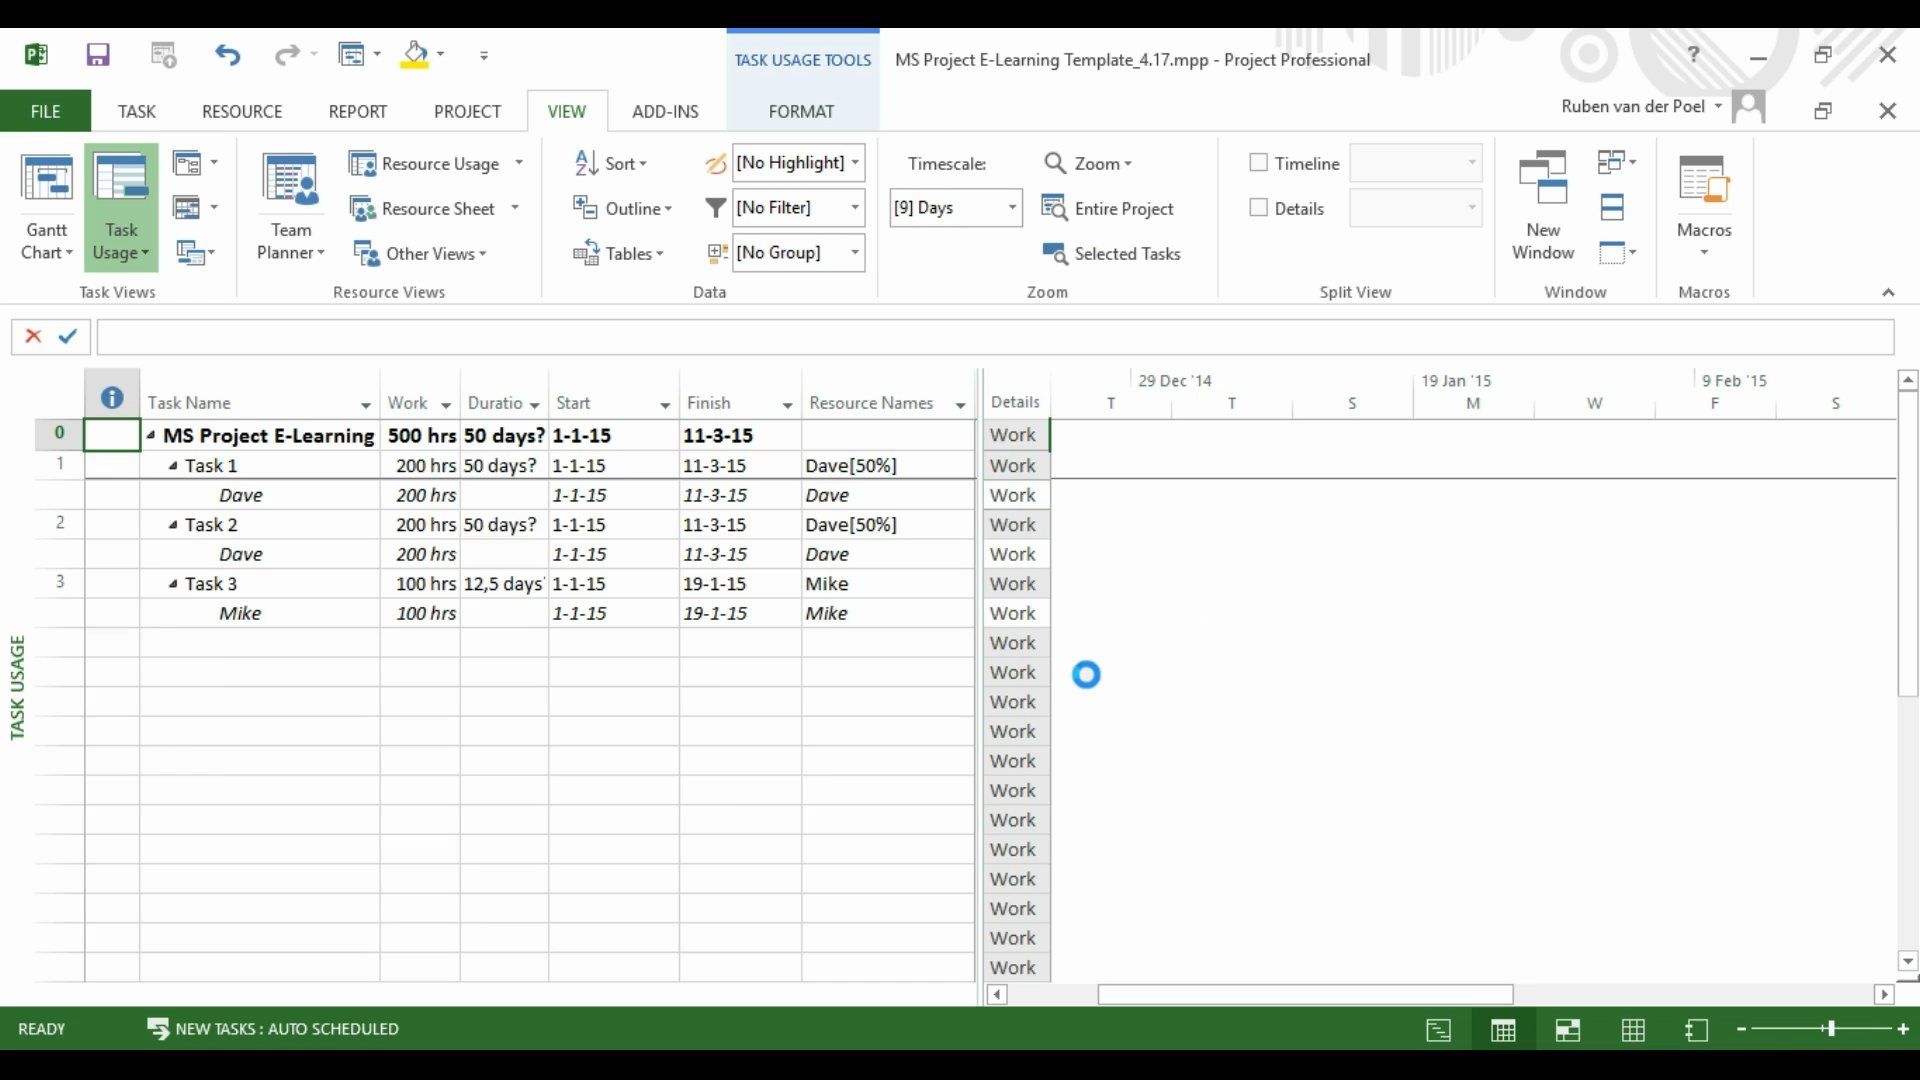 TASK USAGE TOOLS
MS Project E-Learning Template_4.17.mpp - Project Professional
?
FILE
TASK
RESOURCE
REPORT
PROJECT
VIEW
ADD-INS
FORMAT
Ruben van der Poel
Gantt Chart
Task Usage
Team Planner
Resource Usage
Resource Sheet
Other Views
Sort
Outline
Tables
[No Highlight]
[No Filter]
[No Group]
Timescale:
[9] Days
Zoom
Entire Project
Selected Tasks
Timeline
Details
New Window
Macros
Task Views
Resource Views
Data
Zoom
Split View
Window
Macros
Task Name Work Duratio Start Finish Resource Names
Details
29 Dec '14 19 Jan '15 9 Feb '15
T T S M W F S
0 MS Project E-Learning 500 hrs 50 days? 1-1-15 11-3-15 Work
1 Task 1 200 hrs 50 days? 1-1-15 11-3-15 Dave[50%] Work
Dave 200 hrs 1-1-15 11-3-15 Dave Work
2 Task 2 200 hrs 50 days? 1-1-15 11-3-15 Dave[50%] Work
Dave 200 hrs 1-1-15 11-3-15 Dave Work
3 Task 3 100 hrs 12,5 days 1-1-15 19-1-15 Mike Work
Mike 100 hrs 1-1-15 19-1-15 Mike Work
Work
Work
Work
Work
Work
Work
Work
Work
Work
Work
Work
Work
TASK USAGE
READY
NEW TASKS : AUTO SCHEDULED